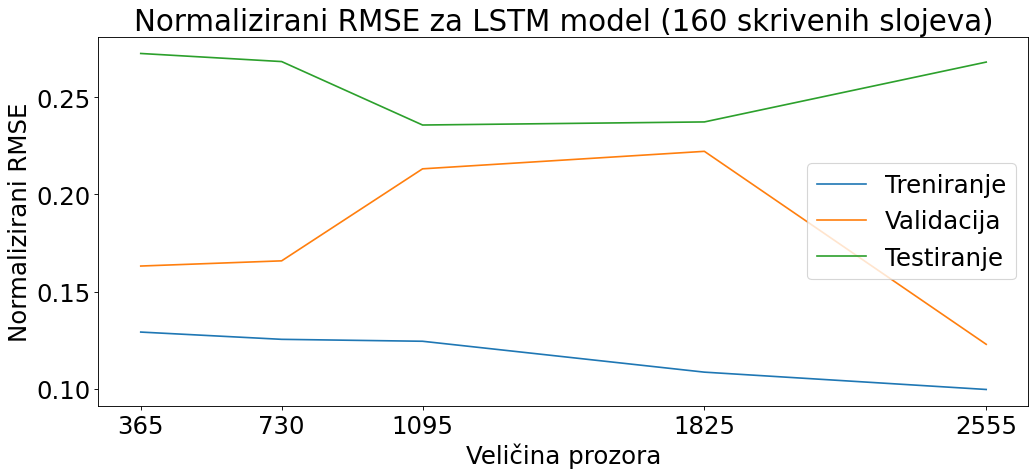 Normalizirani RMSE za LSTM model (160 skrivenih slojeva)
Normalizirani RMSE
0.25
0.20
0.15
0.10
Treniranje
Validacija
Testiranje
365 730 1095 1825 2555
Veličina prozora